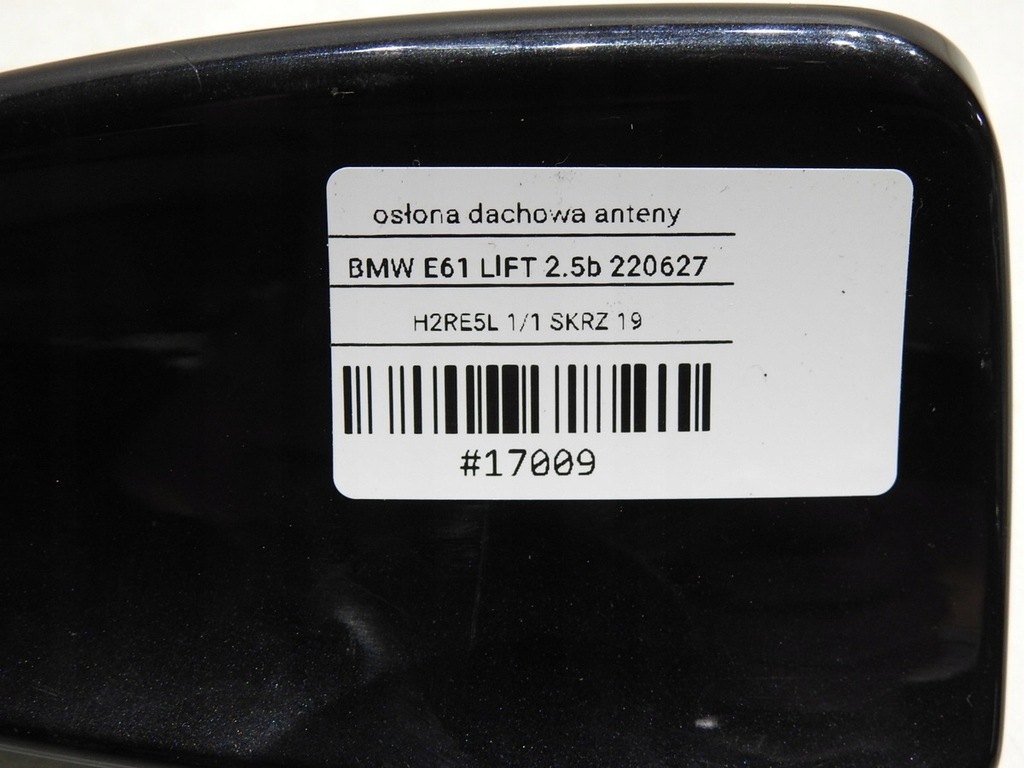 osłona dachowa anteny
BMW E61 LIFT 2.5b 220627
H2RE5L 1/1 SKRZ 19
#17009